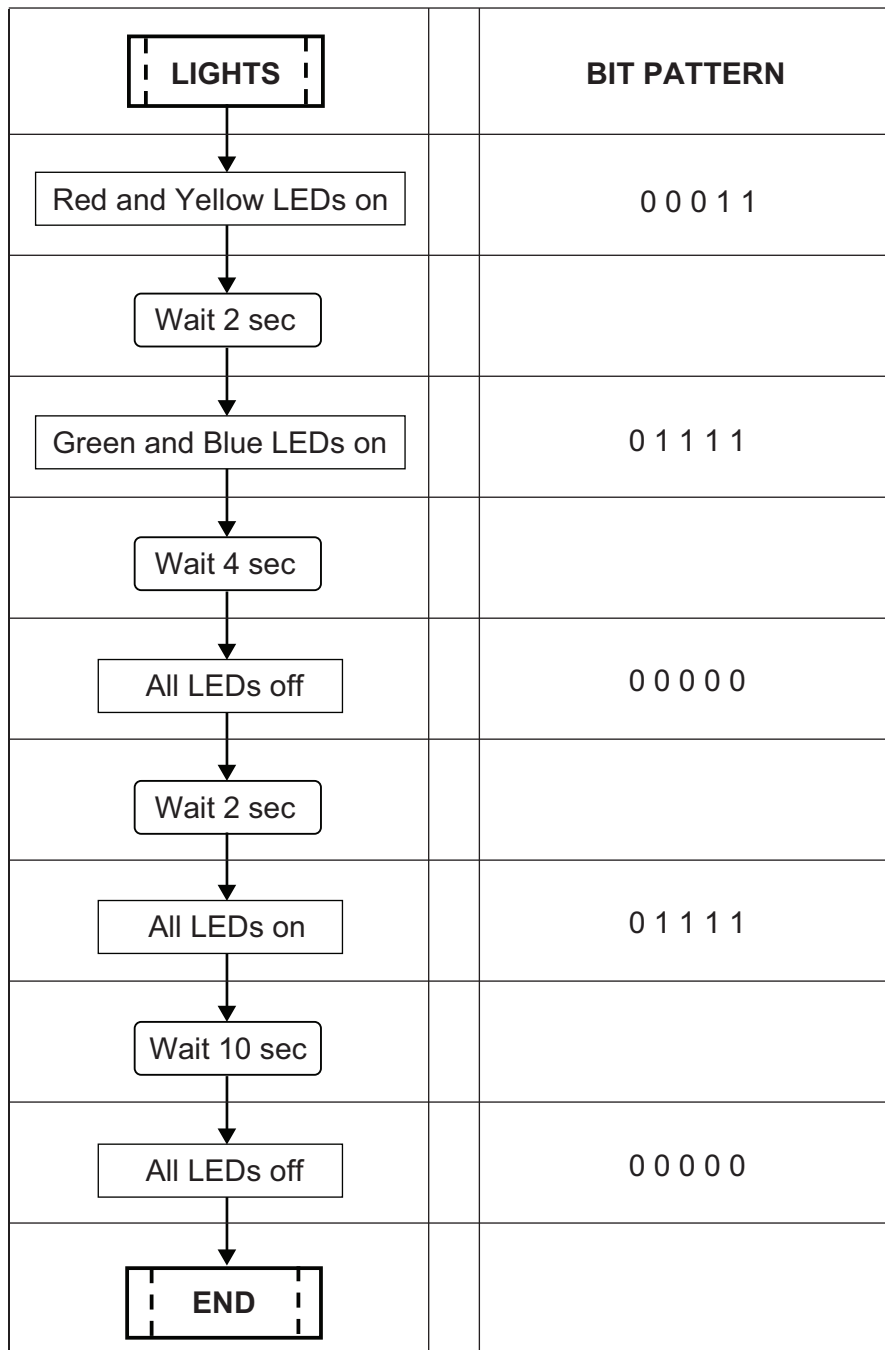 LIGHTS
BIT PATTERN
Red and Yellow LEDs on
0 0 0 1 1
Wait 2 sec
Green and Blue LEDs on
0 1 1 1 1
Wait 4 sec
All LEDs off
0 0 0 0 0
Wait 2 sec
All LEDs on
0 1 1 1 1
Wait 10 sec
All LEDs off
0 0 0 0 0
END